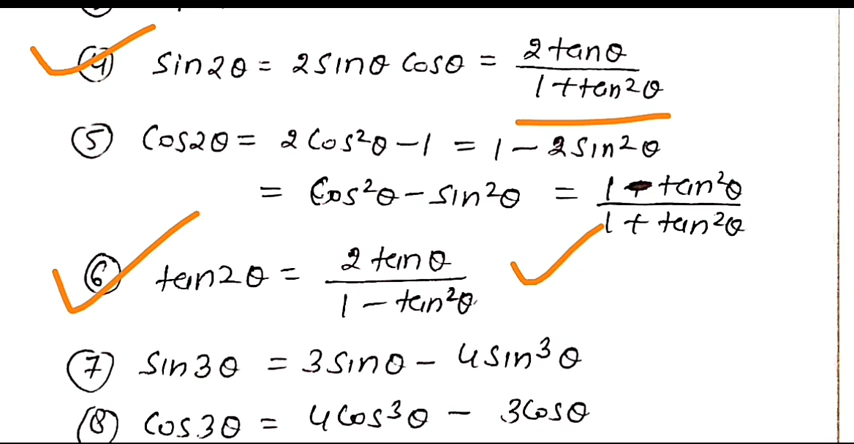 ④ sin2θ = 2sinθ cosθ = 2tanθ / 1+tan²θ
⑤ Cos2θ = 2Cos²θ-1 = 1-2sin²θ
= Cos²θ-sin²θ = 1-tan²θ / 1+tan²θ
⑥ tan2θ = 2tanθ / 1-tan²θ
⑦ sin3θ = 3sinθ-4sin³θ
⑧ cos3θ = 4cos³θ - 3cosθ